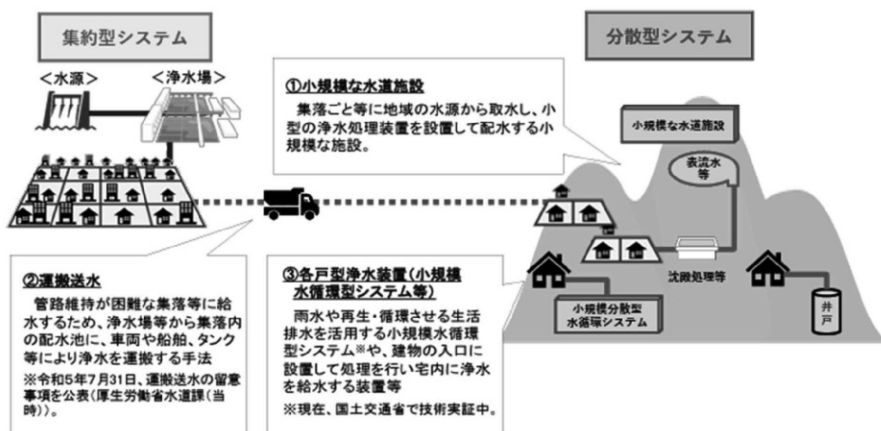 集約型システム
分散型システム
＜水源＞
＜浄水場＞
①小規模な水道施設
集落ごと等に地域の水源から取水し、小
型の浄水処理装置を設置して配水する小
規模な施設。
小規模な水道施設
表流水
等
②運搬送水
管路維持が困難な集落等に給
水するため、浄水場等から集落内
の配水池に、車両や船舶、タンク
等により浄水を運搬する手法
※令和5年7月31日、運搬送水の留意
事項を公表(厚生労働省水道課(当
時))。
③各戸型浄水装置(小規模
水循環型システム等)
雨水や再生・循環させる生活
排水を活用する小規模水循環
型システム※や、建物の入口に
設置して処理を行い宅内に浄水
を給水する装置等
※現在、国土交通省で技術実証中。
沈殿処理等
小規模分散型
水循環システム
井
戸